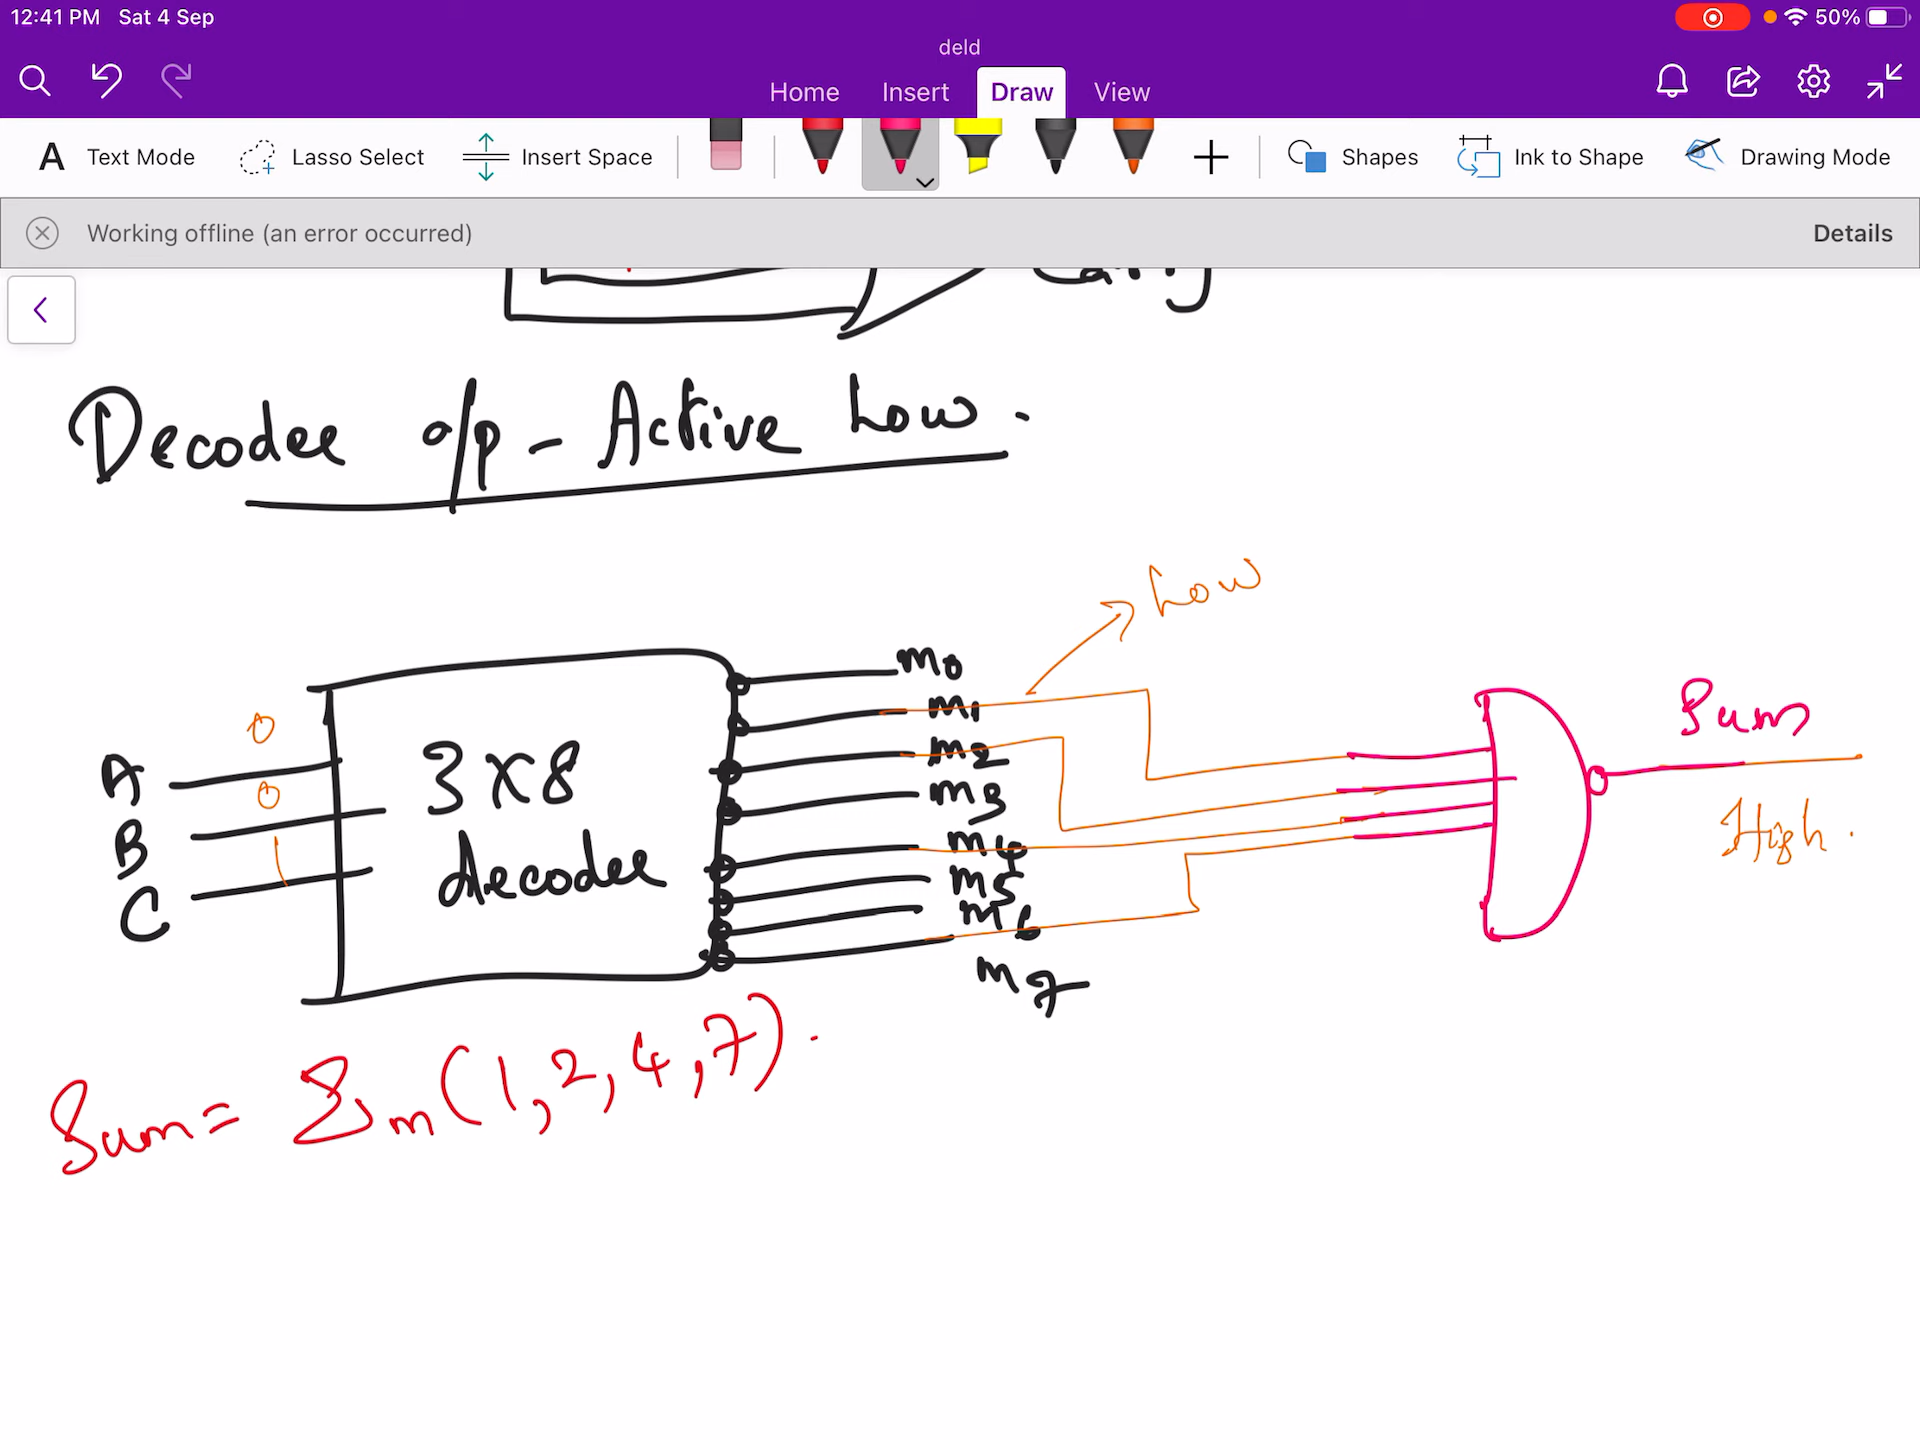 12:41 PM Sat 4 Sep
50%
deld
Home Insert Draw View
A Text Mode Lasso Select Insert Space Shapes Ink to Shape Drawing Mode
Working offline (an error occurred) Details
Decoder o/p - Active Low.
Low
m0
0
m1
Sum
A
3X8
m2
0
m3
B
High.
m4
1
decoder
m5
C
m6
m7
Sum = Σm(1,2,4,7).